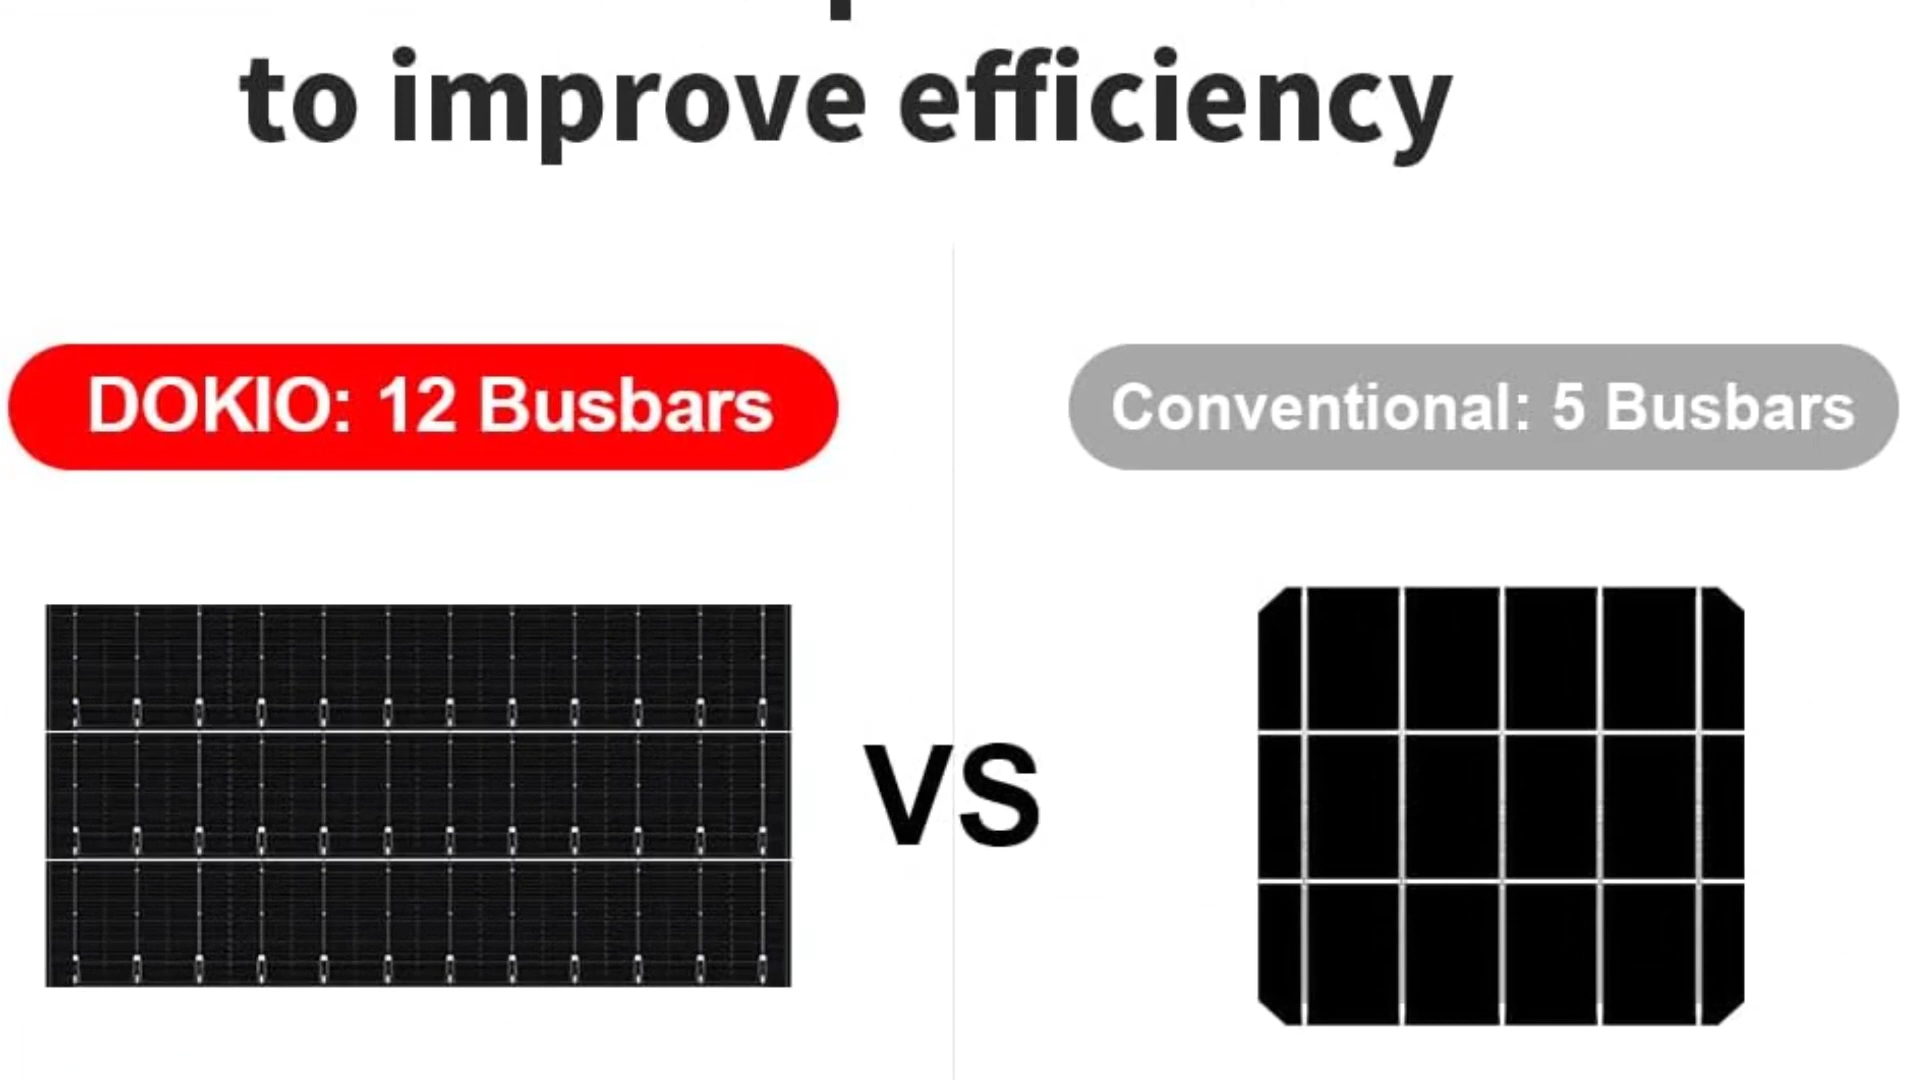 to improve efficiency
DOKIO: 12 Busbars
Conventional: 5 Busbars
VS